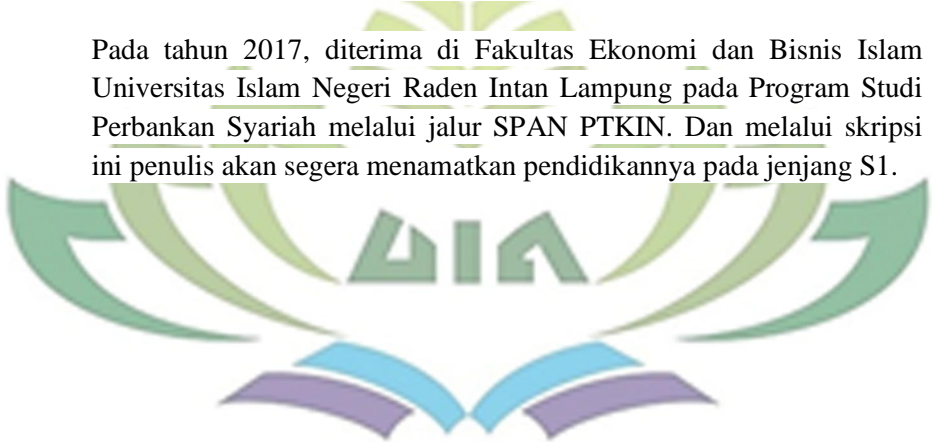 Pada tahun 2017, diterima di Fakultas Ekonomi dan Bisnis Islam
Universitas Islam Negeri Raden Intan Lampung pada Program Studi
Perbankan Syariah melalui jalur SPAN PTKIN. Dan melalui skripsi
ini penulis akan segera menamatkan pendidikannya pada jenjang S1.
UIN